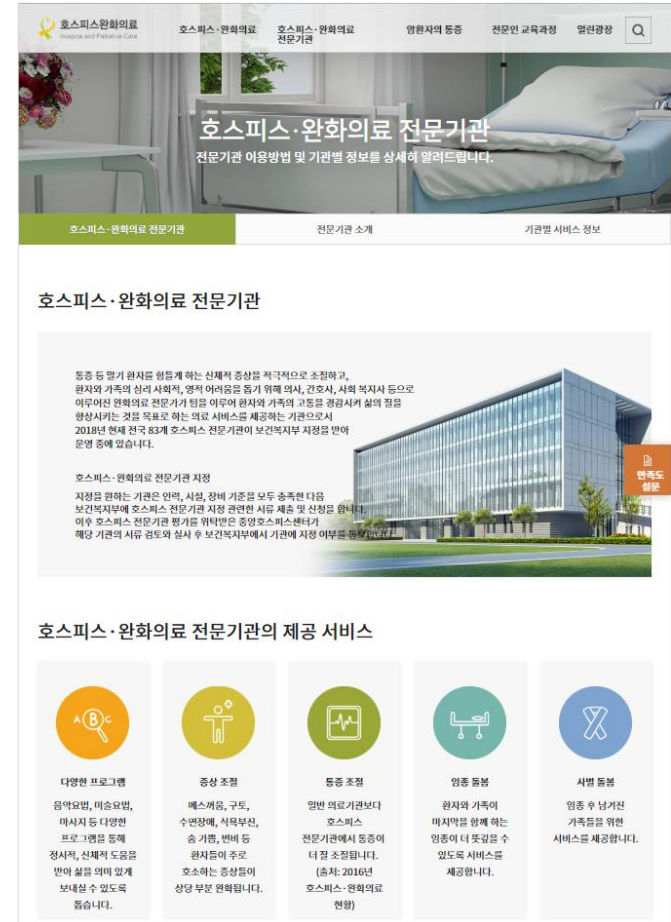 호스피스완화의료
Hospice and Palliative Care
호스피스·완화의료
호스피스·완화의료
전문기관
암환자의 통증
전문인 교육과정
열린광장
호스피스·완화의료 전문기관
전문기관 이용방법 및 기관별 정보를 상세히 알려드립니다.
호스피스·완화의료 전문기관
전문기관 소개
기관별 서비스 정보
호스피스·완화의료 전문기관
통증 등 말기 환자를 힘들게 하는 신체적 증상을 적극적으로 조절하고,
환자와 가족의 심리 사회적, 영적 어려움을 돕기 위해 의사, 간호사, 사회 복지사 등으로
이루어진 완화의료 전문가가 팀을 이루어 환자와 가족의 고통을 경감시켜 삶의 질을
향상시키는 것을 목표로 하는 의료 서비스를 제공하는 기관으로서
2018년 현재 전국 83개 호스피스 전문기관이 보건복지부 지정을 받아
운영 중에 있습니다.
호스피스·완화의료 전문기관 지정
지정을 원하는 기관은 인력, 시설, 장비 기준을 모두 충족한 다음
보건복지부에 호스피스 전문기관 지정 관련한 서류 제출 및 신청을 합니다.
이후 호스피스 전문기관 평가를 위탁받은 중앙호스피스센터가
해당 기관의 서류 검토와 실사 후 보건복지부에서 기관에 지정 여부를
만족도
설문
호스피스·완화의료 전문기관의 제공 서비스
A B C
다양한 프로그램
음악요법, 미술요법,
마사지 등 다양한
프로그램을 통해
정서적, 신체적 도움을
받아 삶을 의미 있게
보내실 수 있도록
돕습니다.
증상 조절
메스꺼움, 구토,
수면장애, 식욕부진,
숨 가쁨, 변비 등
환자들이 주로
호소하는 증상들이
상당 부분 완화됩니다.
통증 조절
일반 의료기관보다
호스피스
전문기관에서 통증이
더 잘 조절됩니다.
(출처: 2016년
호스피스·완화의료
현황)
임종 돌봄
환자와 가족이
마지막을 함께 하는
임종이 더 뜻깊을 수
있도록 서비스를
제공합니다.
사별 돌봄
임종 후 남겨진
가족들을 위한
서비스를 제공합니다.